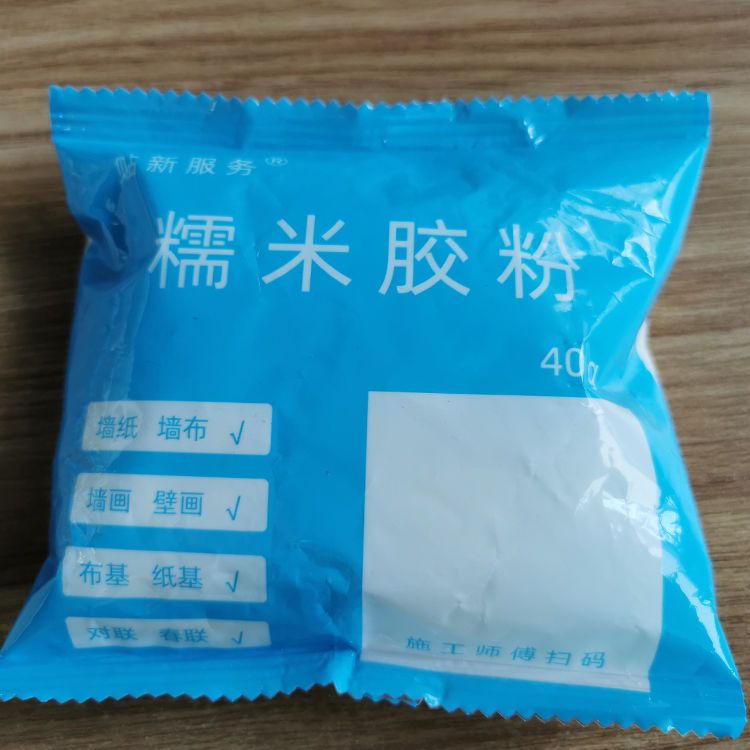 贴新服务®
糯米胶粉
40g
墙纸 墙布 √
墙画 壁画 √
布基 纸基 √
对联 春联 √
施工师傅扫码